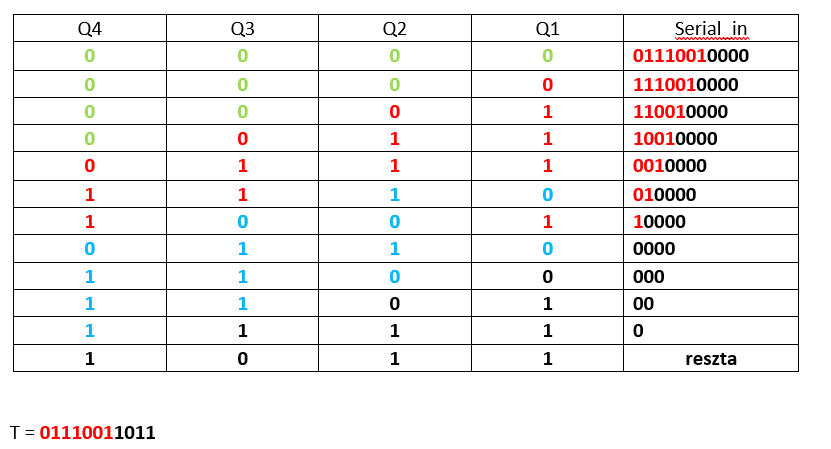 Q4 Q3 Q2 Q1 Serial_in
0 0 0 0 01110010000
0 0 0 0 1110010000
0 0 0 1 110010000
0 0 1 1 10010000
0 1 1 1 0010000
1 1 1 0 010000
1 0 0 1 10000
0 1 1 0 0000
1 1 0 0 000
1 1 0 1 00
1 1 1 1 0
1 0 1 1 reszta
T = 01110011011